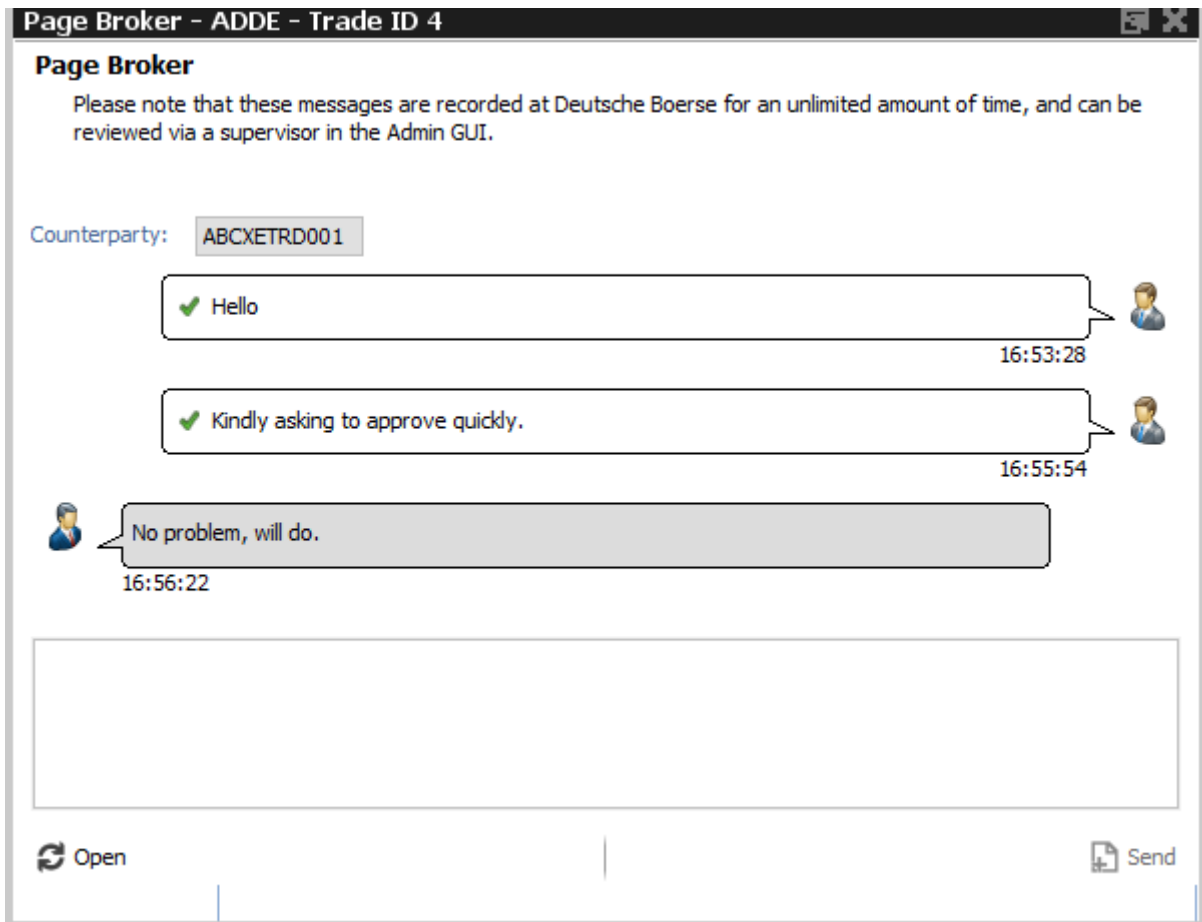 Page Broker - ADDE - Trade ID 4
Page Broker
Please note that these messages are recorded at Deutsche Boerse for an unlimited amount of time, and can be
reviewed via a supervisor in the Admin GUI.
Counterparty: ABCXETRD001
Hello
16:53:28
Kindly asking to approve quickly.
16:55:54
No problem, will do.
16:56:22
Open Send